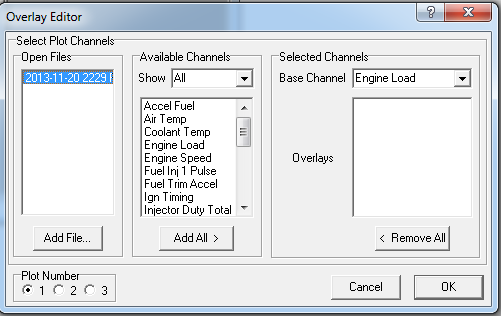 Overlay Editor
Select Plot Channels
Open Files
2013-11-20 2229
Add File...
Available Channels
Show All
Accel Fuel
Air Temp
Coolant Temp
Engine Load
Engine Speed
Fuel Inj 1 Pulse
Fuel Trim Accel
Ign Timing
Injector Duty Total
Add All >
Selected Channels
Base Channel Engine Load
Overlays
< Remove All
Plot Number
1 2 3
Cancel
OK